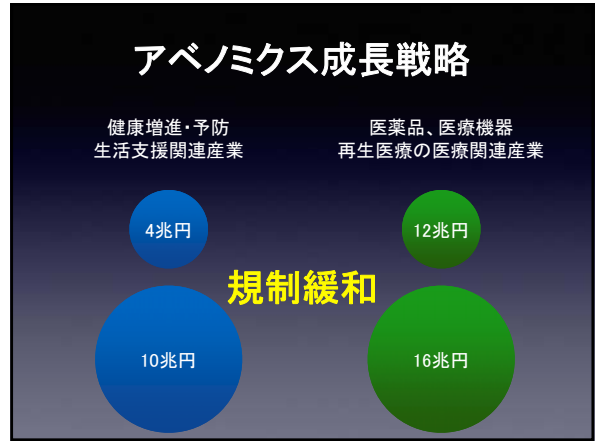 アベノミクス成長戦略
健康増進・予防
生活支援関連産業
医薬品、医療機器
再生医療の医療関連産業
4兆円
12兆円
規制緩和
10兆円
16兆円